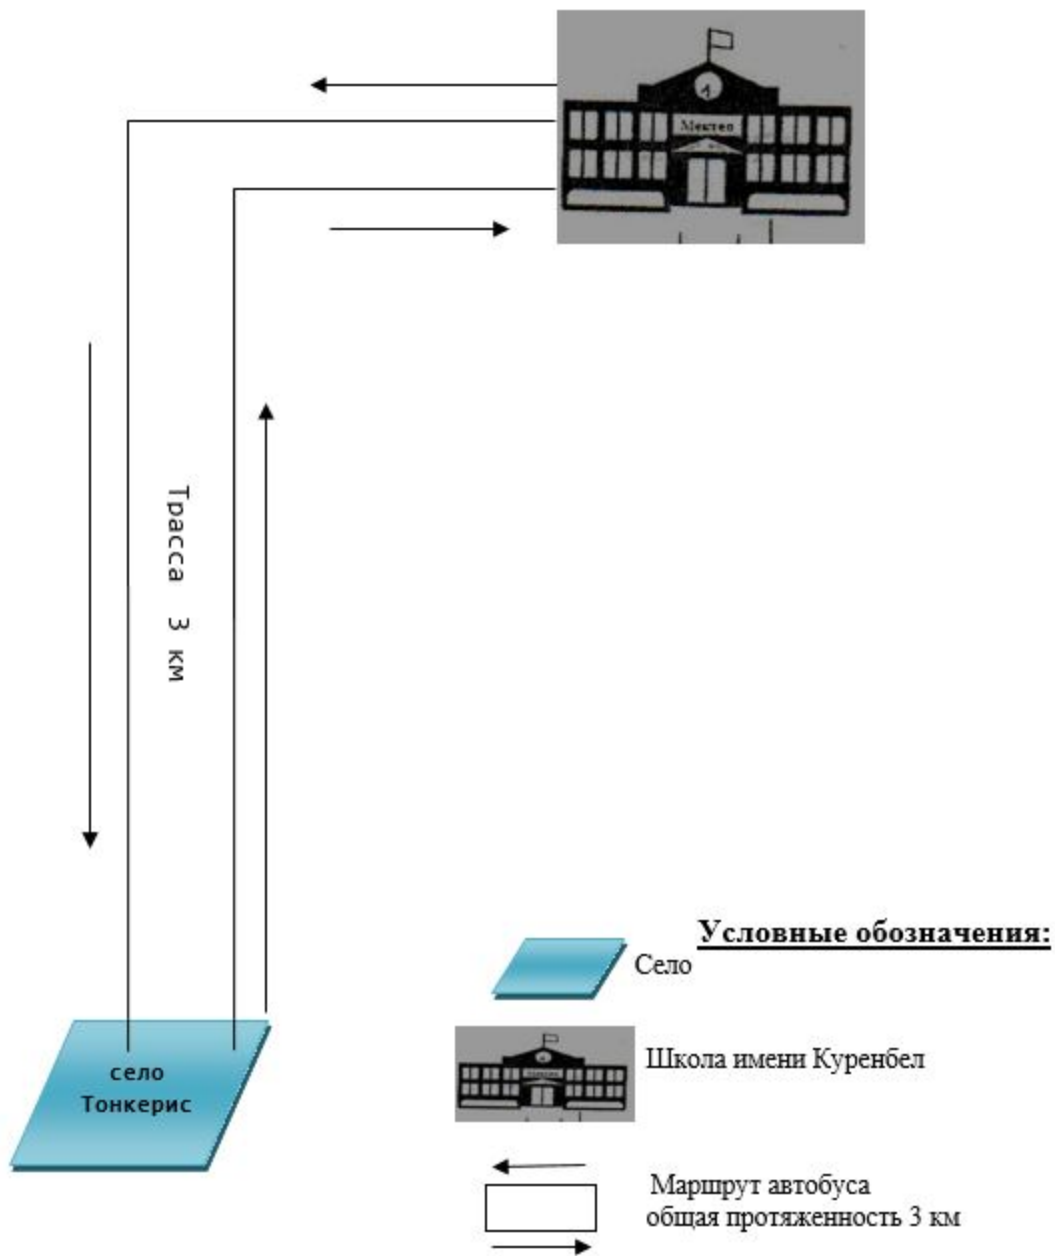 Мектеп
Трасса 3 км
село
Тонкерис
Условные обозначения:
Село
Школа имени Куренбел
Маршрут автобуса
общая протяженность 3 км